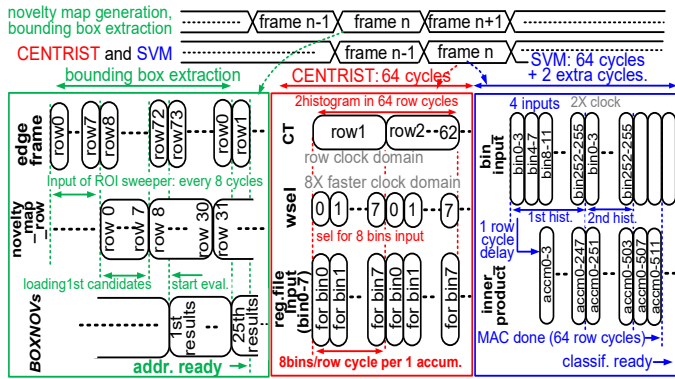 novelty map generation,
bounding box extraction
frame n-1
frame n
frame n+1
CENTRIST and SVM
frame n-1
frame n
bounding box extraction
CENTRIST: 64 cycles
SVM: 64 cycles
+ 2 extra cycles.
edge
frame
row0
row7
row8
row72
row73
row0
row1
Input of ROI sweeper: every 8 cycles
novelty
_map
_row
row 0
row 7
row 8
row 30
row 31
loading1st candidates
start eval.
BOXNOVs
1st
results
25th
results
addr. ready
2histogram in 64 row cycles
CT
row1
row2
62
row clock domain
8X faster clock domain
wsel
0
1
7
0
1
7
sel for 8 bins input
reg.file
input
(bin0-7)
for bin0
for bin1
for bin7
for bin0
for bin1
for bin7
8bins/row cycle per 1 accum.
4 inputs
2X clock
bin_
input
bin0-3
bin4-7
bin8-11
bin252-255
bin0-3
bin252-255
1st hist.
2nd hist.
1 row
cycle
delay
inner_
product
accm0-3
accm0-247
accm0-251
accm0-503
accm0-507
accm0-511
MAC done (64 row cycles)
classif. ready